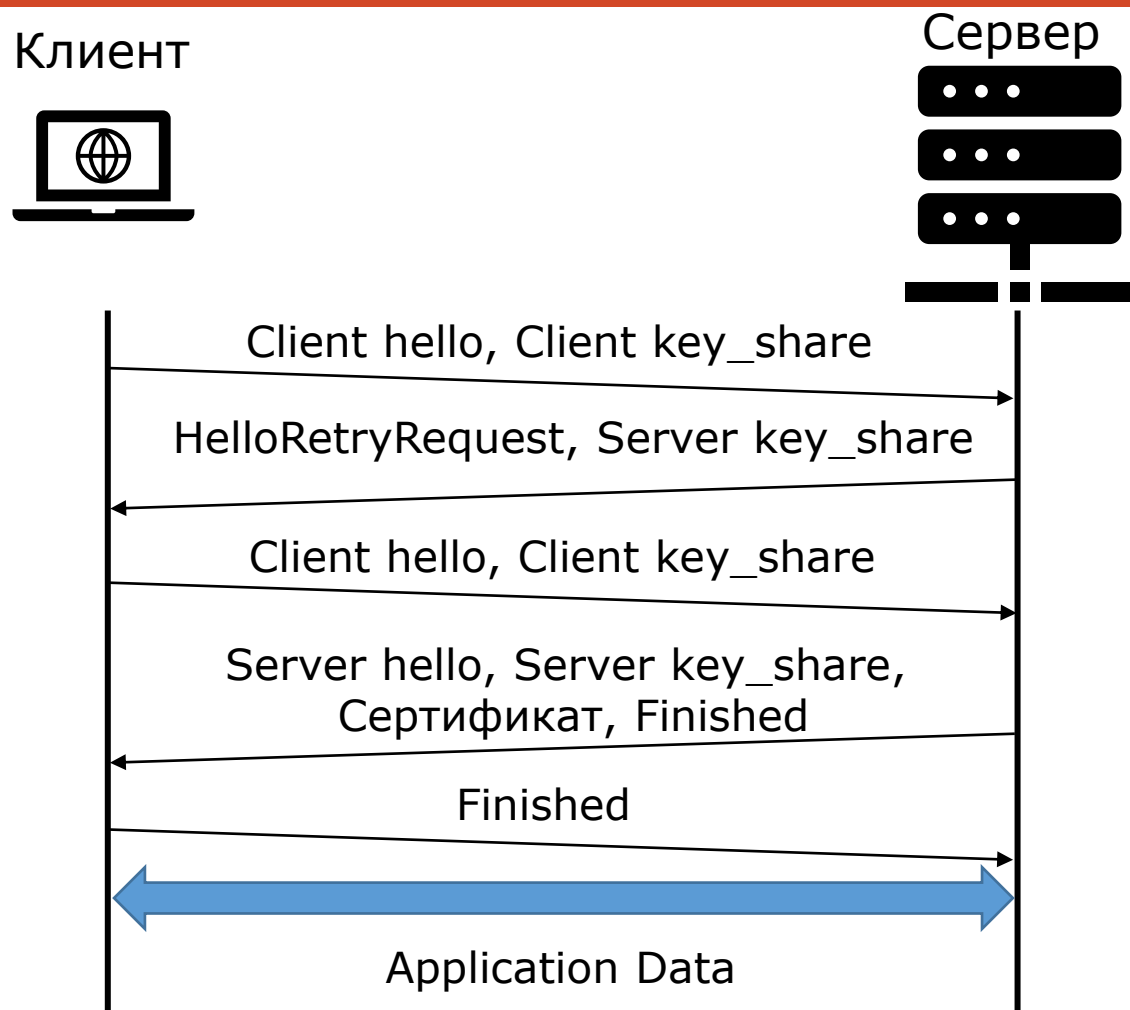 Клиент
Сервер
Client hello, Client key_share
HelloRetryRequest, Server key_share
Client hello, Client key_share
Server hello, Server key_share,
Сертификат, Finished
Finished
Application Data